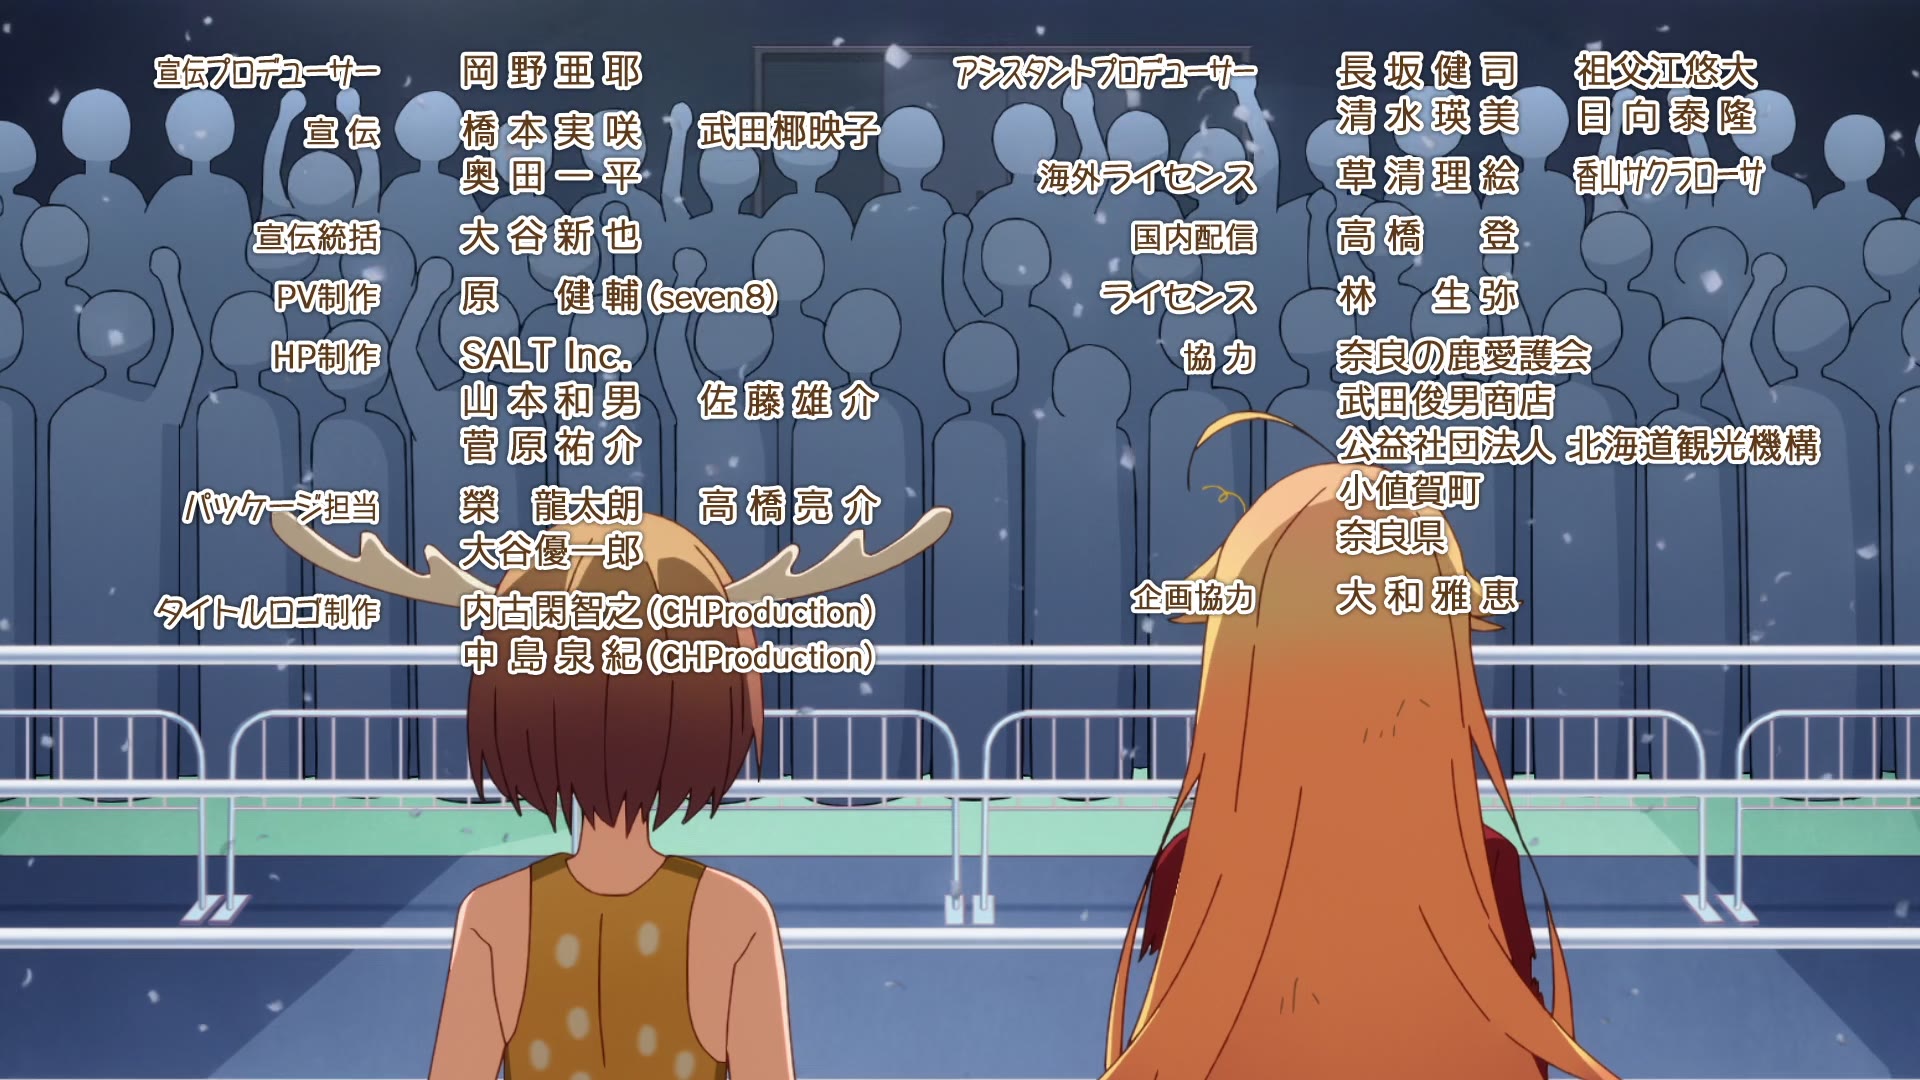 宣伝プロデューサー 岡野亜耶
宣伝 橋本実咲 武田椰映子
奥田一平
宣伝統括 大谷新也
PV制作 原 健輔(seven8)
HP制作 SALT Inc.
山本和男 佐藤雄介
菅原祐介
パッケージ担当 榮 龍太朗 高橋亮介
大谷優一郎
タイトルロゴ制作 内古閑智之(CHProduction)
中島泉紀(CHProduction)
アシスタントプロデューサー 長坂健司 祖父江悠大
清水瑛美 日向泰隆
海外ライセンス 草清理絵 香山サクラローサ
国内配信 高橋 登
ライセンス 林 生弥
協力 奈良の鹿愛護会
武田俊男商店
公益社団法人 北海道観光機構
小値賀町
奈良県
企画協力 大和雅恵